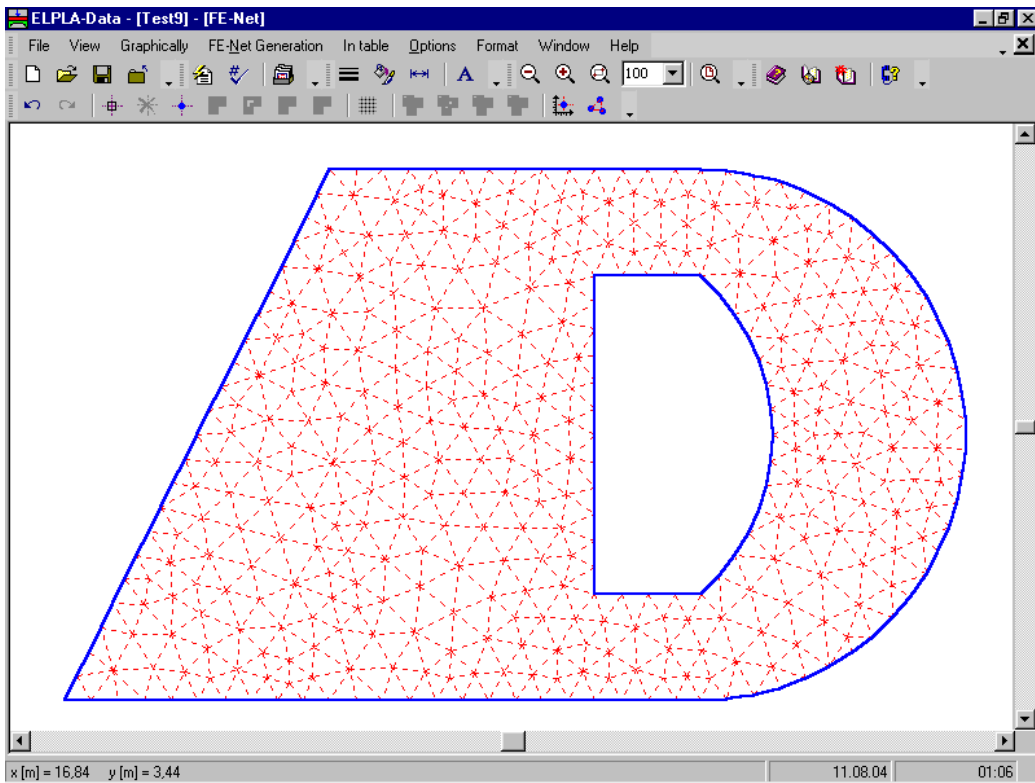 ELPLA-Data - [Test9] - [FE-Net]
File View Graphically FE-Net Generation In table Options Format Window Help
A 100
x [m] = 16,84 y [m] = 3,44 11.08.04 01:06